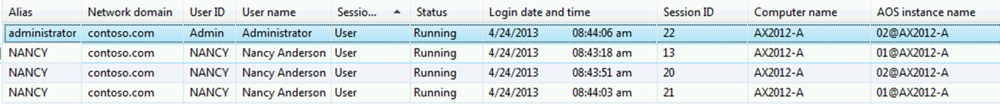 Alias Network domain User ID User name Sessio... Status Login date and time Session ID Computer name AOS instance name
administrator contoso.com Admin Administrator User Running 4/24/2013 08:44:06 am 22 AX2012-A 02@AX2012-A
NANCY contoso.com NANCY Nancy Anderson User Running 4/24/2013 08:43:18 am 13 AX2012-A 01@AX2012-A
NANCY contoso.com NANCY Nancy Anderson User Running 4/24/2013 08:43:51 am 20 AX2012-A 02@AX2012-A
NANCY contoso.com NANCY Nancy Anderson User Running 4/24/2013 08:44:03 am 21 AX2012-A 01@AX2012-A